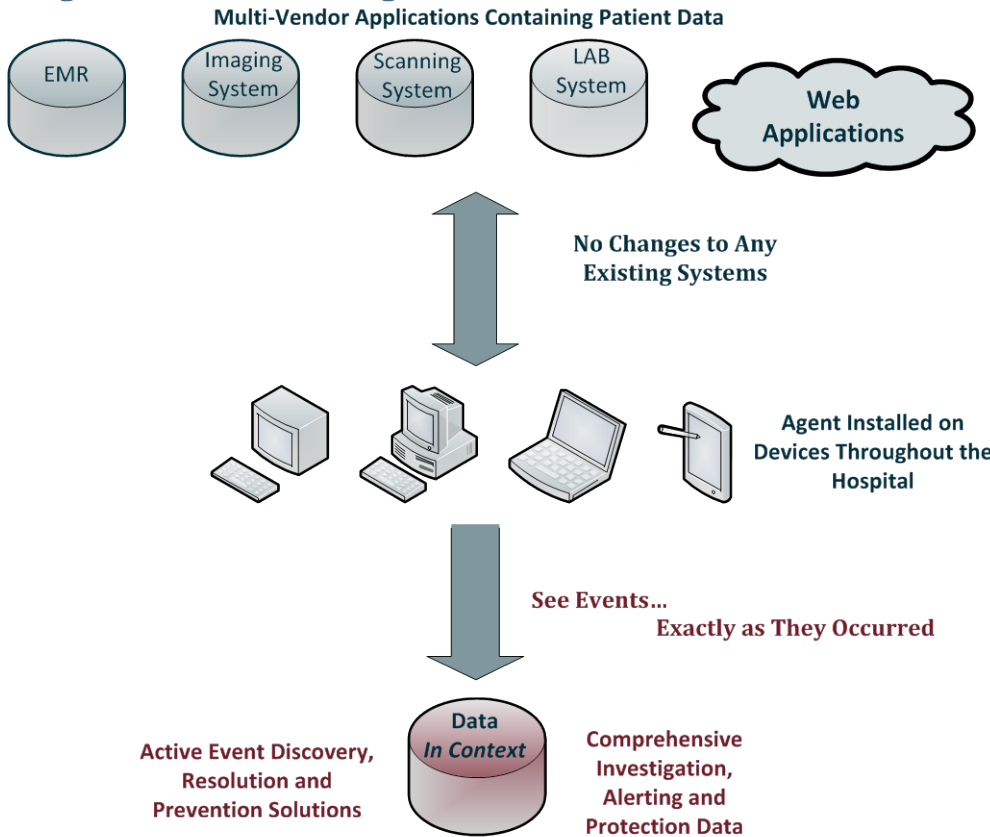 Multi-Vendor Applications Containing Patient Data
EMR
Imaging
System
Scanning
System
LAB
System
Web
Applications
No Changes to Any
Existing Systems
Agent Installed on
Devices Throughout the
Hospital
See Events…
Exactly as They Occurred
Data
In Context
Active Event Discovery,
Resolution and
Prevention Solutions
Comprehensive
Investigation,
Alerting and
Protection Data